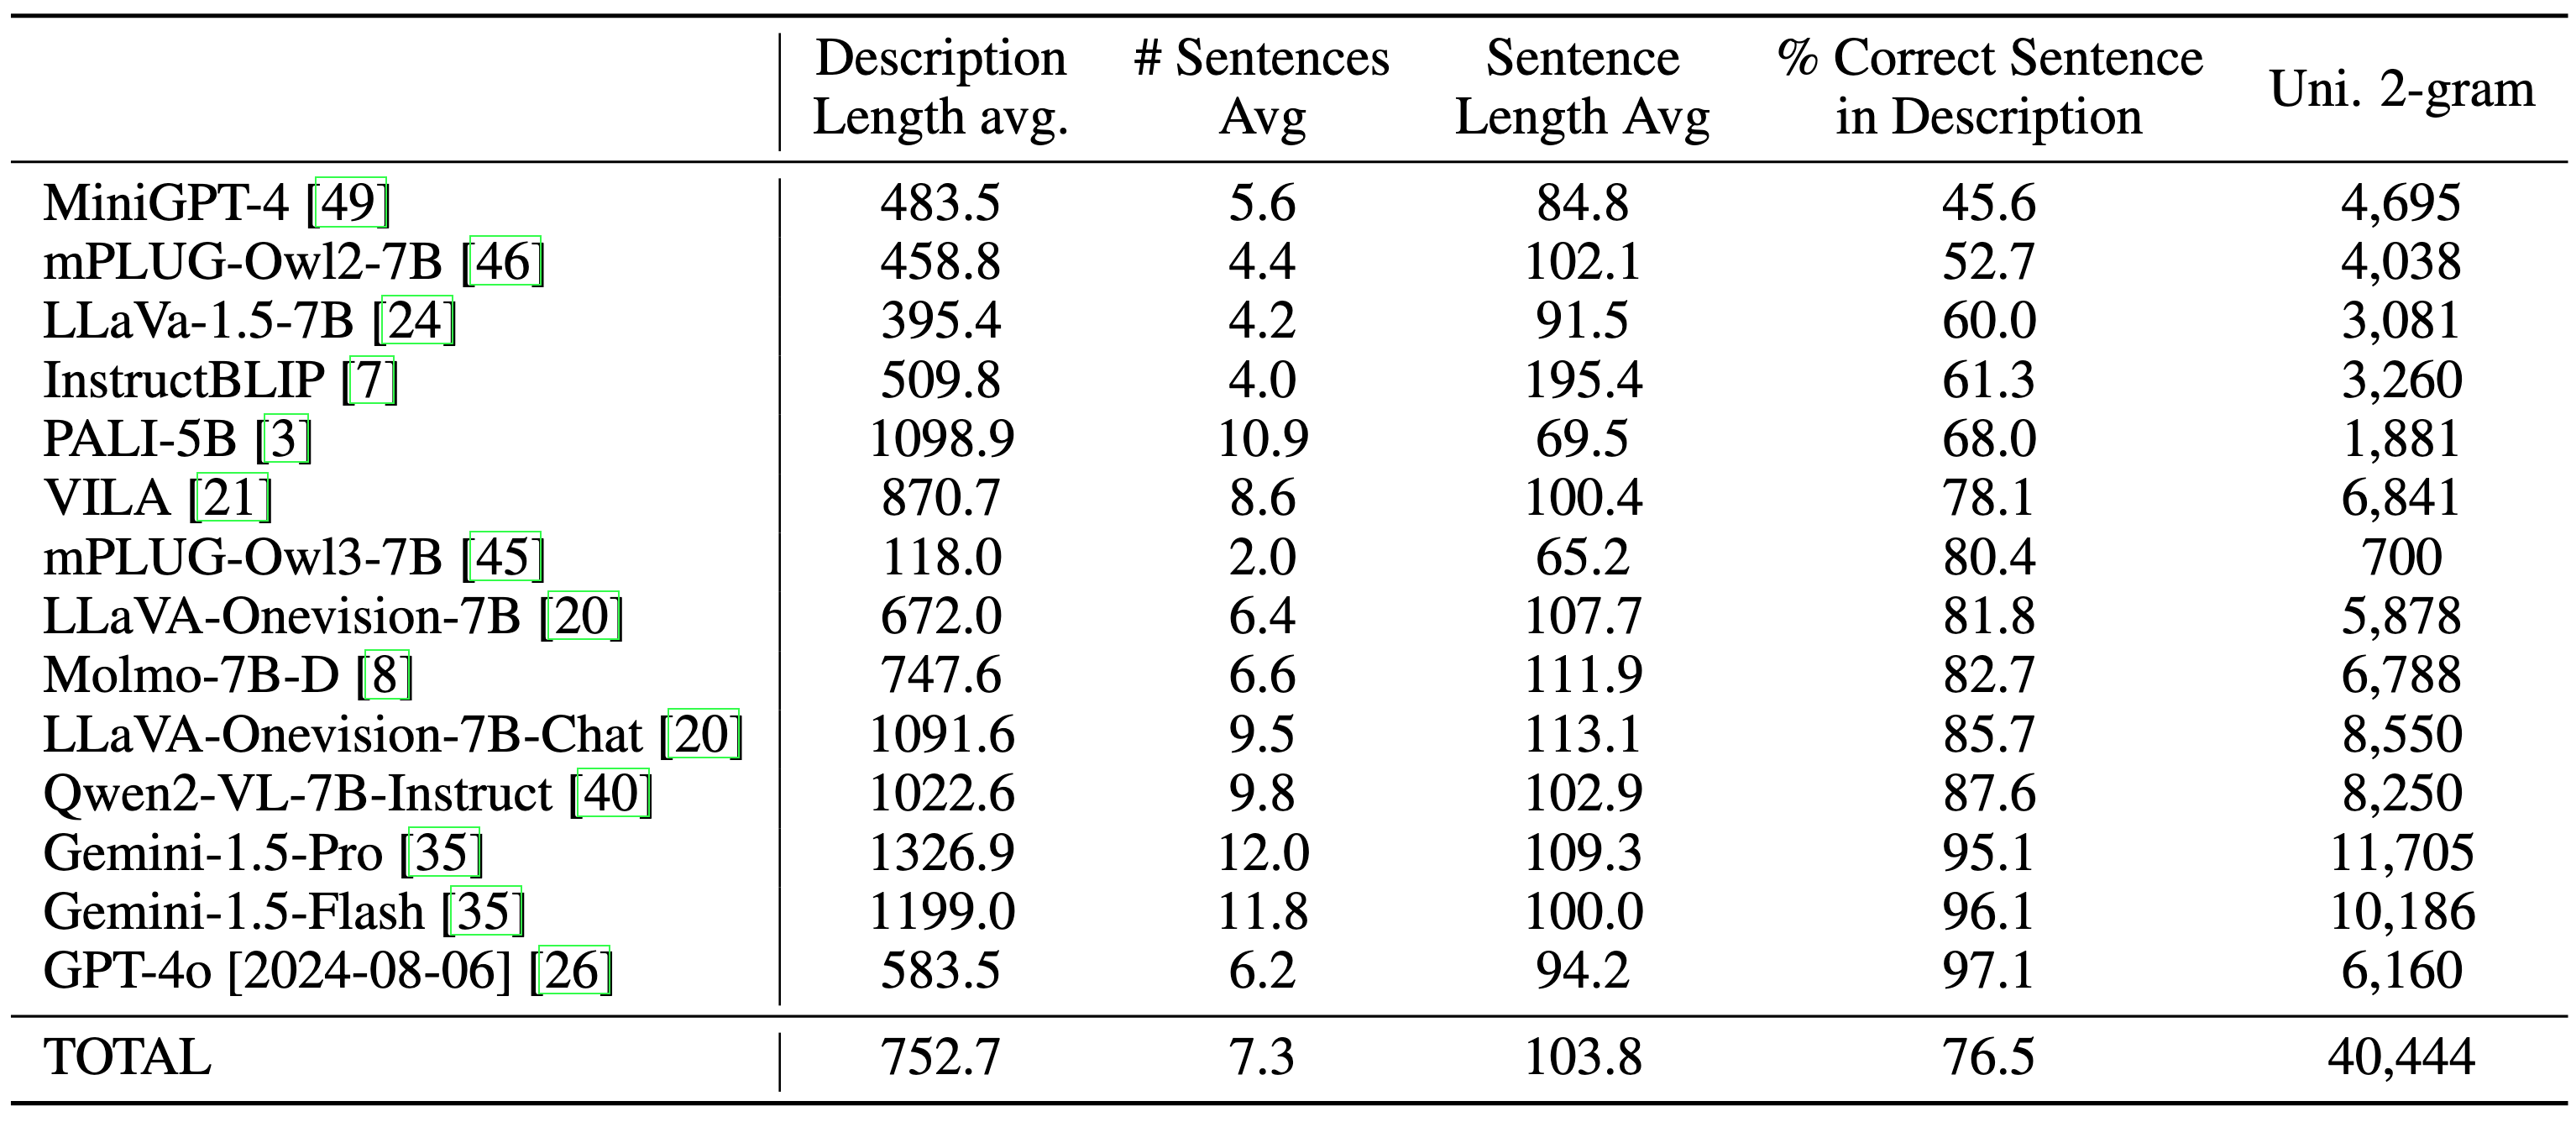 Description Length avg. # Sentences Avg Sentence Length Avg % Correct Sentence in Description Uni. 2-gram
MiniGPT-4 [49] 483.5 5.6 84.8 45.6 4,695
mPLUG-Owl2-7B [46] 458.8 4.4 102.1 52.7 4,038
LLaVa-1.5-7B [24] 395.4 4.2 91.5 60.0 3,081
InstructBLIP [7] 509.8 4.0 195.4 61.3 3,260
PALI-5B [3] 1098.9 10.9 69.5 68.0 1,881
VILA [21] 870.7 8.6 100.4 78.1 6,841
mPLUG-Owl3-7B [45] 118.0 2.0 65.2 80.4 700
LLaVA-Onevision-7B [20] 672.0 6.4 107.7 81.8 5,878
Molmo-7B-D [8] 747.6 6.6 111.9 82.7 6,788
LLaVA-Onevision-7B-Chat [20] 1091.6 9.5 113.1 85.7 8,550
Qwen2-VL-7B-Instruct [40] 1022.6 9.8 102.9 87.6 8,250
Gemini-1.5-Pro [35] 1326.9 12.0 109.3 95.1 11,705
Gemini-1.5-Flash [35] 1199.0 11.8 100.0 96.1 10,186
GPT-4o [2024-08-06] [26] 583.5 6.2 94.2 97.1 6,160
TOTAL 752.7 7.3 103.8 76.5 40,444